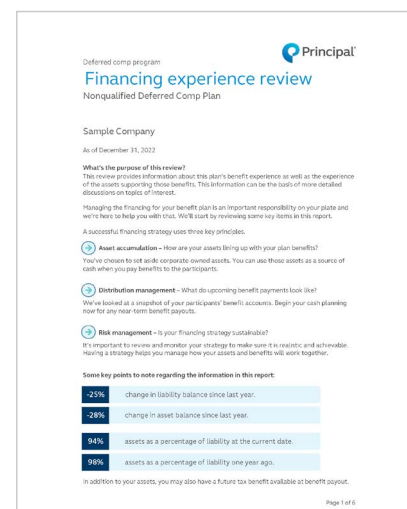 Principal®
Deferred comp program
Financing experience review
Nonqualified Deferred Comp Plan
Sample Company
As of December 31, 2022
What's the purpose of this review?
This review provides information about this plan's benefit experience as well as the experience
of the assets supporting those benefits. This information can be the basis of more detailed
discussions on topics of interest.
Managing the financing for your benefit plan is an important responsibility on your plate and
we're here to help you with that. We'll start by reviewing some key items in this report.
A successful financing strategy uses three key principles.
Asset accumulation – How are your assets lining up with your plan benefits?
You've chosen to set aside corporate owned assets. You can use those assets as a source of
cash when you pay benefits to the participants.
Distribution management – What do upcoming benefit payments look like?
We've looked at a snapshot of your participants' benefit accounts. Begin your cash planning
now for any near-term benefit payouts.
Risk management – Is your financing strategy sustainable?
It's important to review and monitor your strategy to make sure it is realistic and achievable.
Having a strategy helps you manage how your assets and benefits will work together.
Some key points to note regarding the information in this report:
-25% change in liability balance since last year.
-28% change in asset balance since last year.
94% assets as a percentage of liability at the current date.
98% assets as a percentage of liability one year ago.
In addition to your assets, you may also have a future tax benefit available at benefit payout.
Page 1 of 6